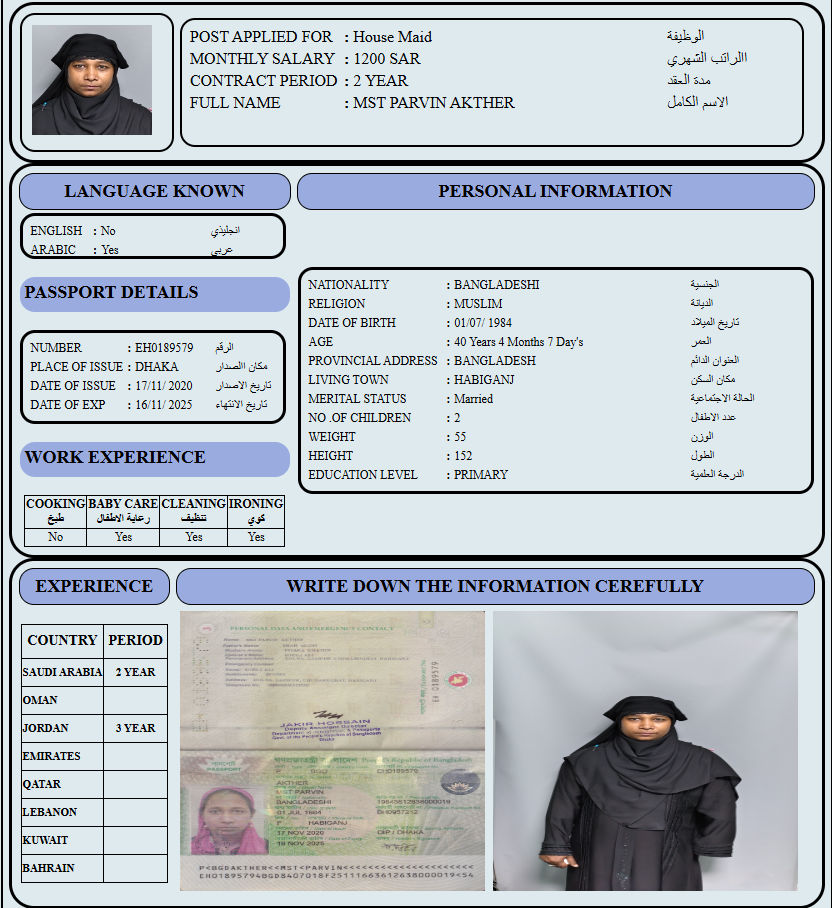 POST APPLIED FOR : House Maid الوظيفة
MONTHLY SALARY : 1200 SAR االراتب الشهري
CONTRACT PERIOD : 2 YEAR مدة العقد
FULL NAME : MST PARVIN AKTHER الاسم الكامل
LANGUAGE KNOWN
ENGLISH : No انجليذي
ARABIC : Yes عربي
PASSPORT DETAILS
NUMBER : EH0189579 الرقم
PLACE OF ISSUE : DHAKA مكان االصدار
DATE OF ISSUE : 17/11/ 2020 تاريخ الاصدار
DATE OF EXP : 16/11/ 2025 تاريخ الانتهاء
WORK EXPERIENCE
COOKING BABY CARE CLEANING IRONING
طبخ رعاية الاطفال تنظيف كوي
No Yes Yes Yes
PERSONAL INFORMATION
NATIONALITY : BANGLADESHI الجنسية
RELIGION : MUSLIM الديانة
DATE OF BIRTH : 01/07/ 1984 تاريخ الميلاد
AGE : 40 Years 4 Months 7 Day's العمر
PROVINCIAL ADDRESS : BANGLADESH العنوان الدائم
LIVING TOWN : HABIGANJ مكان السكن
MERITAL STATUS : Married الحالة الاجتماعية
NO .OF CHILDREN : 2 عدد الاطفال
WEIGHT : 55 الوزن
HEIGHT : 152 الطول
EDUCATION LEVEL : PRIMARY الدرجة العلمية
EXPERIENCE
COUNTRY PERIOD
SAUDI ARABIA 2 YEAR
OMAN
JORDAN 3 YEAR
EMIRATES
QATAR
LEBANON
KUWAIT
BAHRAIN
WRITE DOWN THE INFORMATION CEREFULLY
PERSONAL DATA AND EMERGENCY CONTACT
EH 0189579
JAKIR HOSSAIN
PASSPORT
People's Republic of Bangladesh
P BGD EH0189579
AKTHER
MST PARVIN
BANGLADESHI
01 JUL 1984
F HABIGANJ
17 NOV 2020 DIP / DHAKA
16 NOV 2025
P<BGDAKTHER<<MST<PARVIN<<<<<<<<<<<<<<<<<<<<<